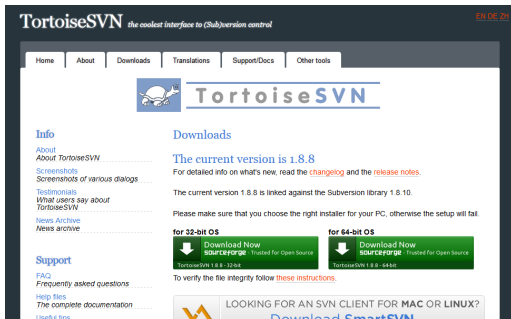 TortoiseSVN the coolest interface to (Sub)version control
EN DE ZH
Home
About
Downloads
Translations
Support/Docs
Other tools
TortoiseSVN
Info
About
About TortoiseSVN
Screenshots
Screenshots of various dialogs
Testimonials
What users say about
TortoiseSVN
News Archive
News archive
Support
FAQ
Frequently asked questions
Help files
The complete documentation
Useful tips
Downloads
The current version is 1.8.8
For detailed info on what's new, read the changelog and the release notes.
The current version 1.8.8 is linked against the Subversion library 1.8.10.
Please make sure that you choose the right installer for your PC, otherwise the setup will fail.
for 32-bit OS
Download Now
sourceforge - Trusted for Open Source
TortoiseSVN 1.8.8 - 32-bit
for 64-bit OS
Download Now
sourceforge - Trusted for Open Source
TortoiseSVN 1.8.8 - 64-bit
To verify the file integrity follow these instructions.
LOOKING FOR AN SVN CLIENT FOR MAC OR LINUX?
Download SmartSVN